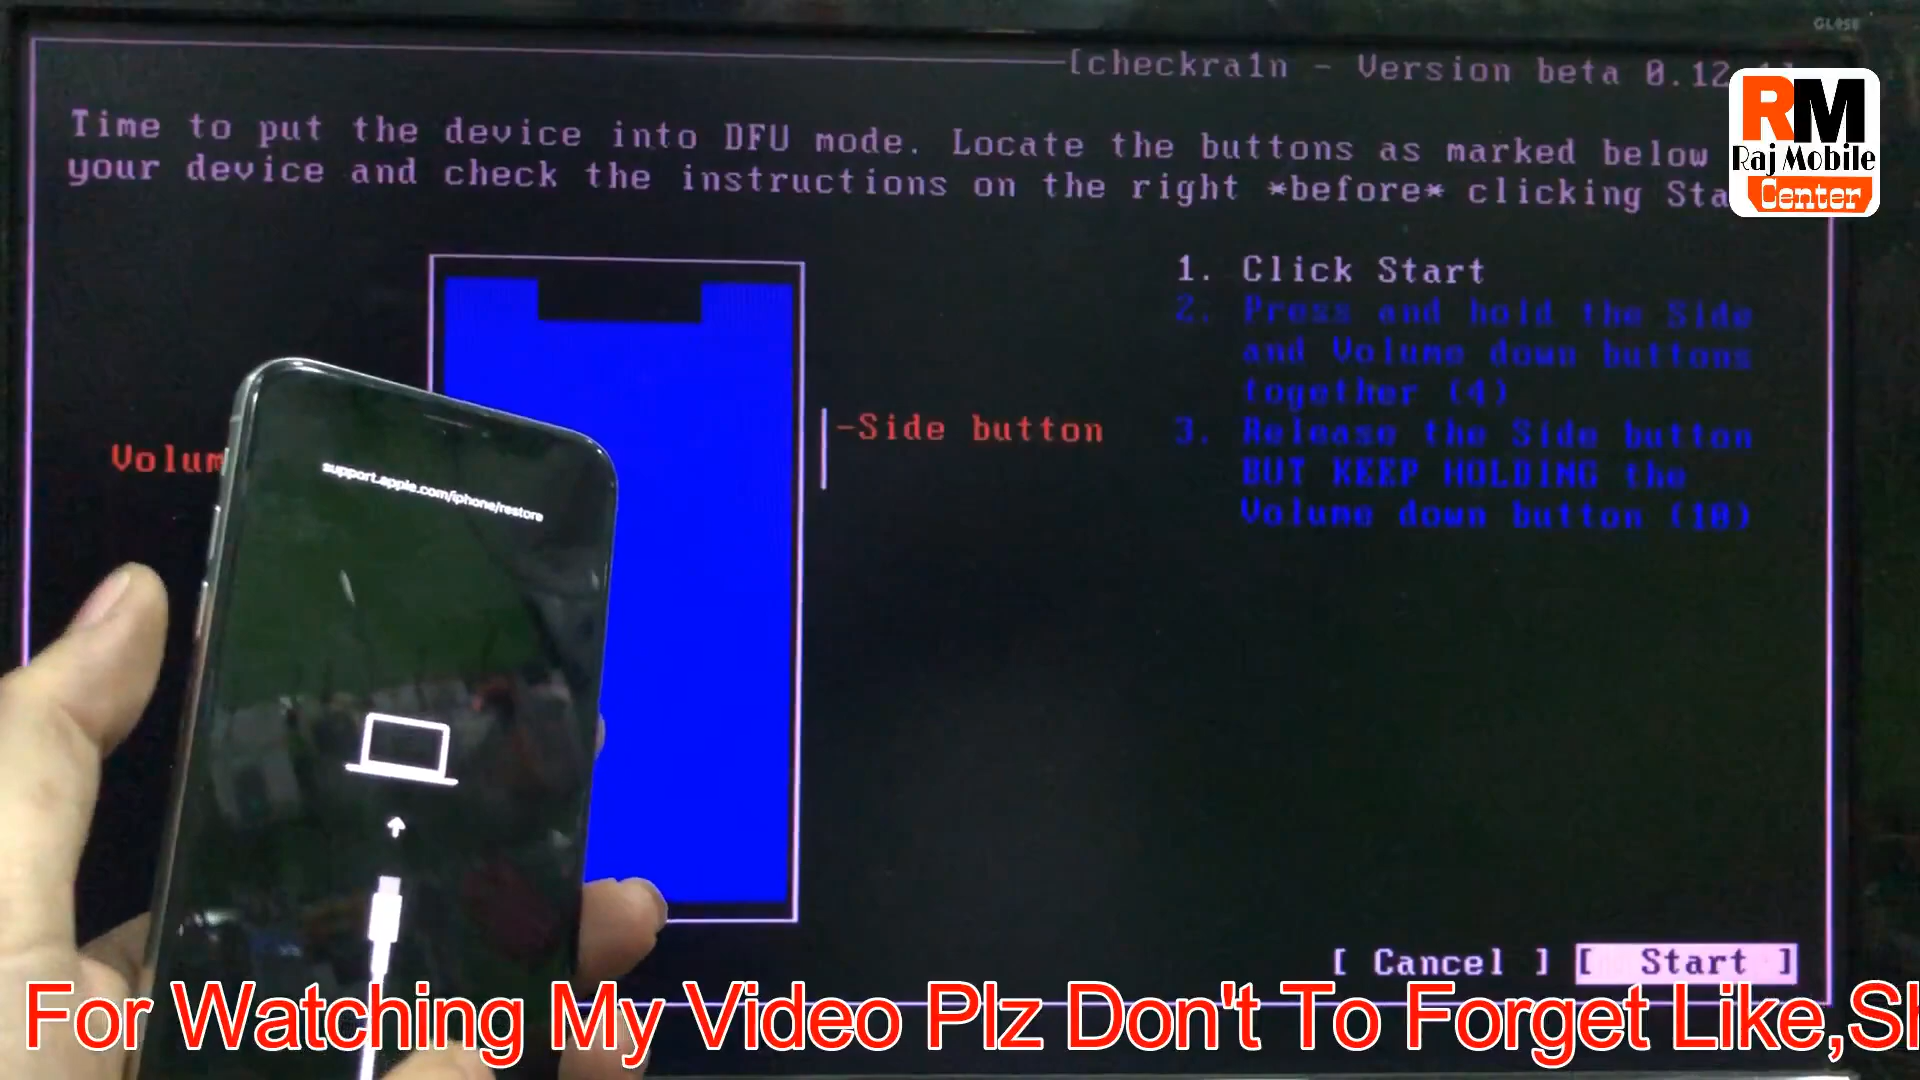 GLOSE
[checkra1n - Version beta 0.12
RM
Raj Mobile
Center
Time to put the device into DFU mode. Locate the buttons as marked below
your device and check the instructions on the right *before* clicking Sta
1. Click Start
2. Press and hold the Side
and Volume down buttons
together (4)
3. Release the Side button
BUT KEEP HOLDING the
Volume down button (10)
-Side button
Volum
support.apple.com/iphone/restore
[ Cancel ] [ Start ]
For Watching My Video Plz Don't To Forget Like,Sh